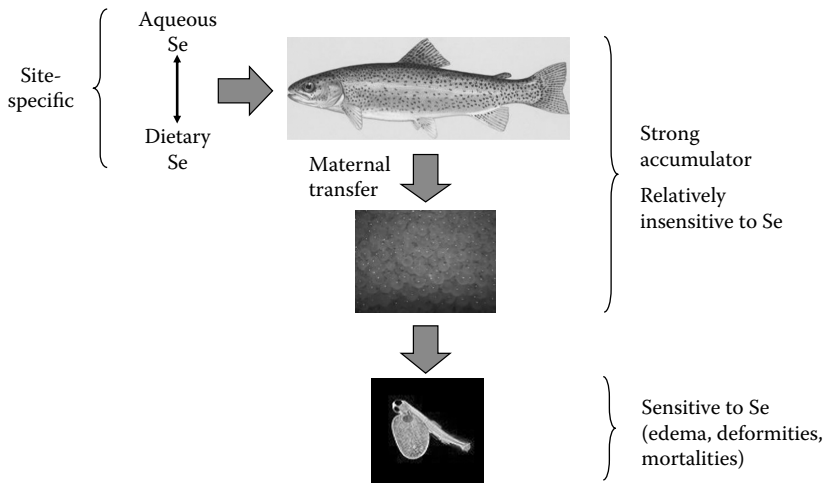 Aqueous
Se
Site-
specific
Dietary
Se
Maternal
transfer
Strong
accumulator
Relatively
insensitive to Se
Sensitive to Se
(edema, deformities,
mortalities)